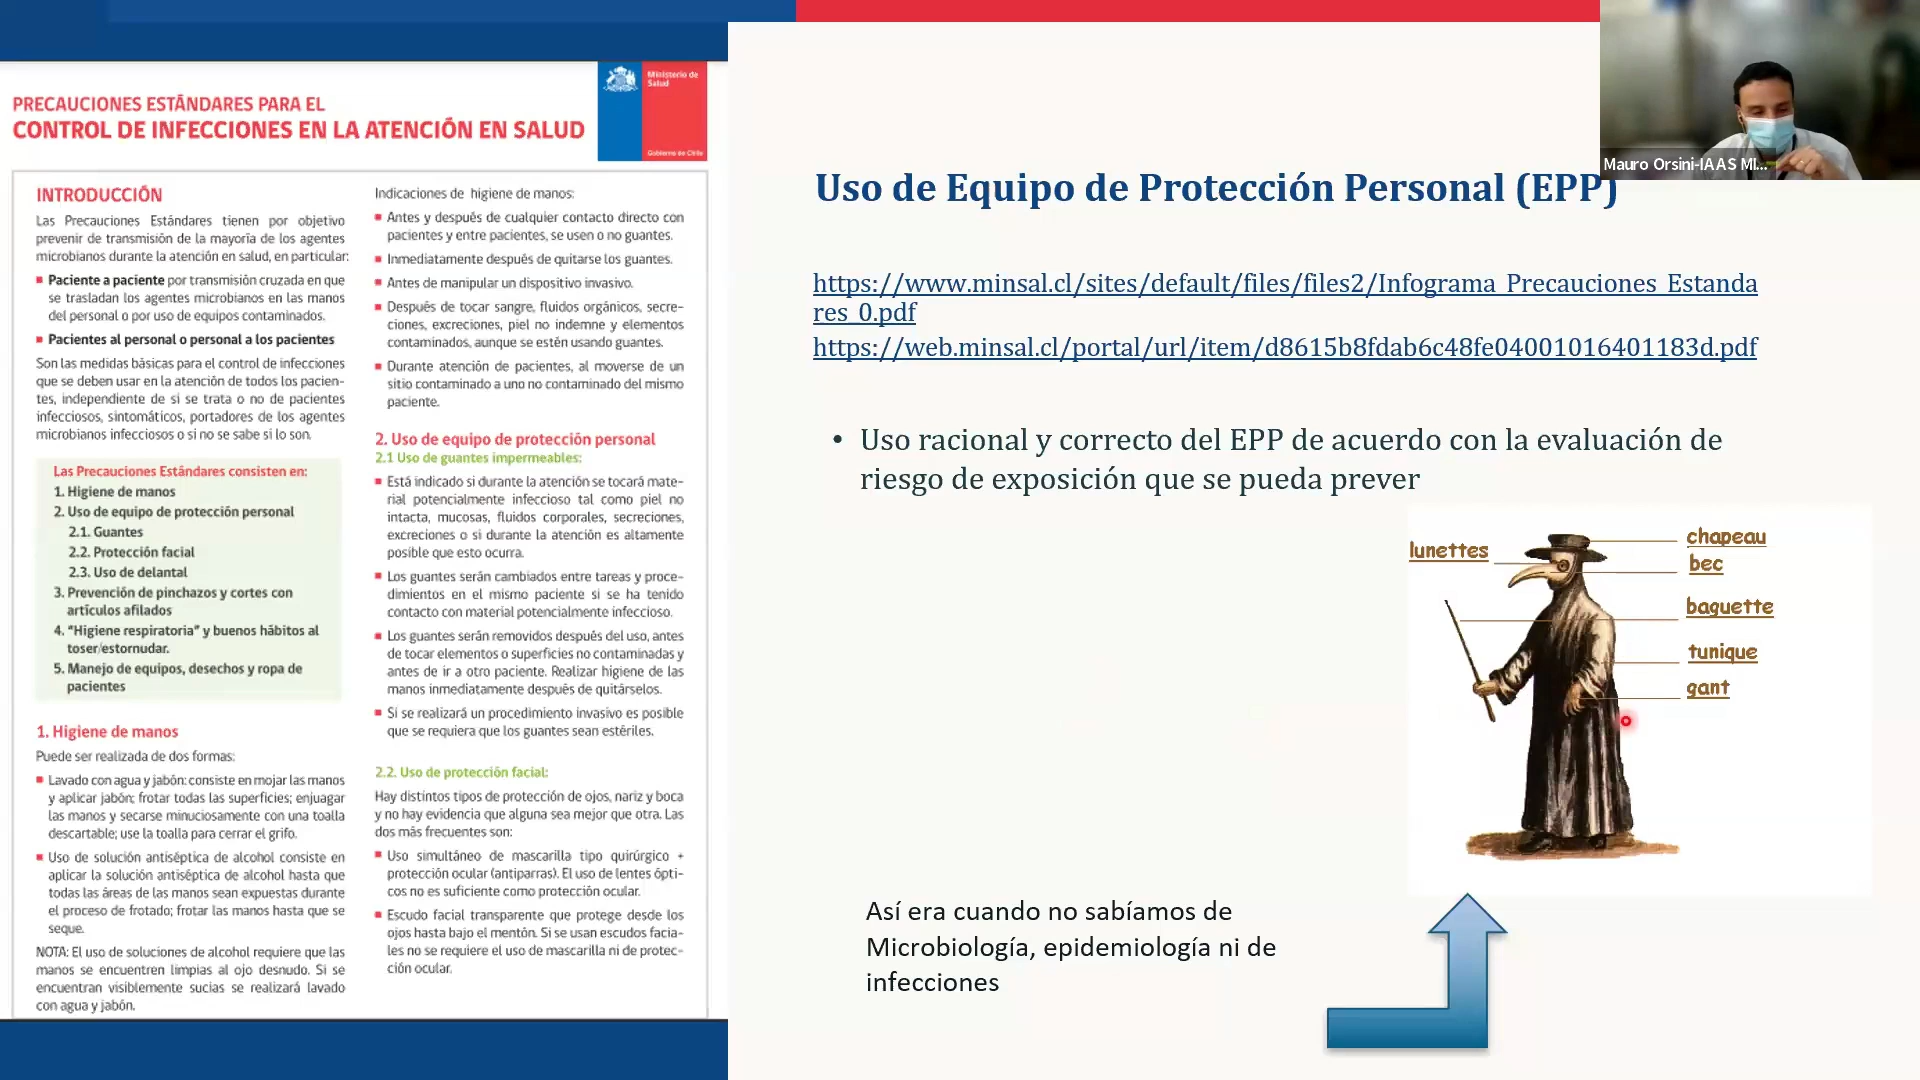 PRECAUCIONES ESTÁNDARES PARA EL
CONTROL DE INFECCIONES EN LA ATENCIÓN EN SALUD
Ministerio de
Salud
Gobierno de Chile
INTRODUCCIÓN
Las Precauciones Estándares tienen por objetivo
prevenir de transmisión de la mayoría de los agentes
microbianos durante la atención en salud, en particular:
Paciente a paciente por transmisión cruzada en que
se trasladan los agentes microbianos en las manos
del personal o por uso de equipos contaminados.
Pacientes al personal o personal a los pacientes
Son las medidas básicas para el control de infecciones
que se deben usar en la atención de todos los pacien-
tes, independiente de si se trata o no de pacientes
infecciosos, sintomáticos, portadores de los agentes
microbianos infecciosos o si no se sabe si lo son.
Las Precauciones Estándares consisten en:
1. Higiene de manos
2. Uso de equipo de protección personal
2.1. Guantes
2.2. Protección facial
2.3. Uso de delantal
3. Prevención de pinchazos y cortes con
artículos afilados
4. “Higiene respiratoria” y buenos hábitos al
toser/estornudar.
5. Manejo de equipos, desechos y ropa de
pacientes
1. Higiene de manos
Puede ser realizada de dos formas:
Lavado con agua y jabón: consiste en mojar las manos
y aplicar jabón; frotar todas las superficies; enjuagar
las manos y secarse minuciosamente con una toalla
descartable; use la toalla para cerrar el grifo.
Uso de solución antiséptica de alcohol consiste en
aplicar la solución antiséptica de alcohol hasta que
todas las áreas de las manos sean expuestas durante
el proceso de frotado; frotar las manos hasta que se
seque.
NOTA: El uso de soluciones de alcohol requiere que las
manos se encuentren limpias al ojo desnudo. Si se
encuentran visiblemente sucias se realizará lavado
con agua y jabón.
Indicaciones de higiene de manos:
Antes y después de cualquier contacto directo con
pacientes y entre pacientes, se usen o no guantes.
Inmediatamente después de quitarse los guantes.
Antes de manipular un dispositivo invasivo.
Después de tocar sangre, fluidos orgánicos, secre-
ciones, excreciones, piel no indemne y elementos
contaminados, aunque se estén usando guantes.
Durante atención de pacientes, al moverse de un
sitio contaminado a uno no contaminado del mismo
paciente.
2. Uso de equipo de protección personal
2.1 Uso de guantes impermeables:
Está indicado si durante la atención se tocará mate-
rial potencialmente infeccioso tal como piel no
intacta, mucosas, fluidos corporales, secreciones,
excreciones o si durante la atención es altamente
posible que esto ocurra.
Los guantes serán cambiados entre tareas y proce-
dimientos en el mismo paciente si se ha tenido
contacto con material potencialmente infeccioso.
Los guantes serán removidos después del uso, antes
de tocar elementos o superficies no contaminadas y
antes de ir a otro paciente. Realizar higiene de las
manos inmediatamente después de quitárselos.
Si se realizará un procedimiento invasivo es posible
que se requiera que los guantes sean estériles.
2.2. Uso de protección facial:
Hay distintos tipos de protección de ojos, nariz y boca
y no hay evidencia que alguna sea mejor que otra. Las
dos más frecuentes son:
Uso simultáneo de mascarilla tipo quirúrgico +
protección ocular (antiparras). El uso de lentes ópti-
cos no es suficiente como protección ocular.
Escudo facial transparente que protege desde los
ojos hasta bajo el mentón. Si se usan escudos facia-
les no se requiere el uso de mascarilla ni de protec-
ción ocular.
Mauro Orsini-IAAS MI...
Uso de Equipo de Protección Personal (EPP)
https://www.minsal.cl/sites/default/files/files2/Infograma_Precauciones_Estanda
res_0.pdf
https://web.minsal.cl/portal/url/item/d8615b8fdab6c48fe04001016401183d.pdf
• Uso racional y correcto del EPP de acuerdo con la evaluación de
riesgo de exposición que se pueda prever
lunettes
chapeau
bec
baguette
tunique
gant
Así era cuando no sabíamos de
Microbiología, epidemiología ni de
infecciones